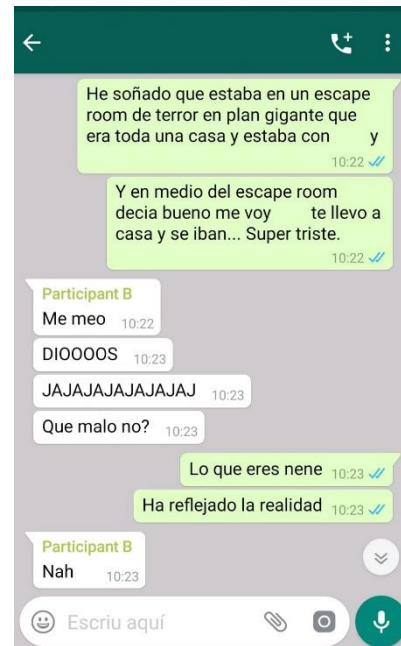 He soñado que estaba en un escape
room de terror en plan gigante que
era toda una casa y estaba con y
10:22
Y en medio del escape room
decia bueno me voy te llevo a
casa y se iban... Super triste.
10:22
Participant B
Me meo 10:22
DIOOOOS 10:23
JAJAJAJAJAJAJAJ 10:23
Que malo no? 10:23
Lo que eres nene 10:23
Ha reflejado la realidad 10:23
Participant B
Nah 10:23
Escriu aquí